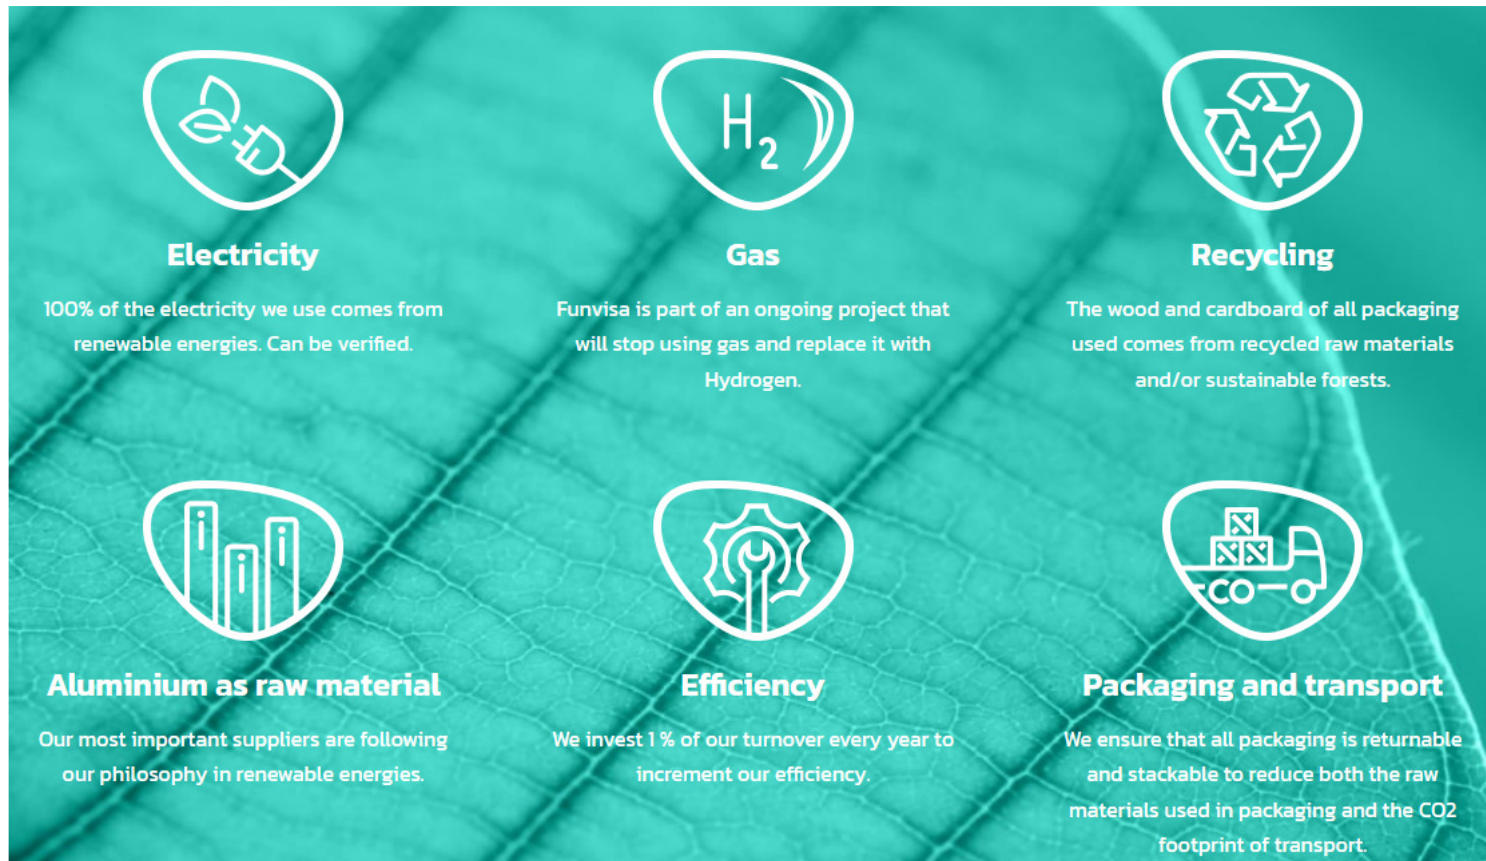 H2
Electricity
100% of the electricity we use comes from
renewable energies. Can be verified.
Gas
Funvisa is part of an ongoing project that
will stop using gas and replace it with
Hydrogen.
Recycling
The wood and cardboard of all packaging
used comes from recycled raw materials
and/or sustainable forests.
i i i
Aluminium as raw material
Our most important suppliers are following
our philosophy in renewable energies.
Efficiency
We invest 1 % of our turnover every year to
increment our efficiency.
CO
Packaging and transport
We ensure that all packaging is returnable
and stackable to reduce both the raw
materials used in packaging and the CO2
footprint of transport.